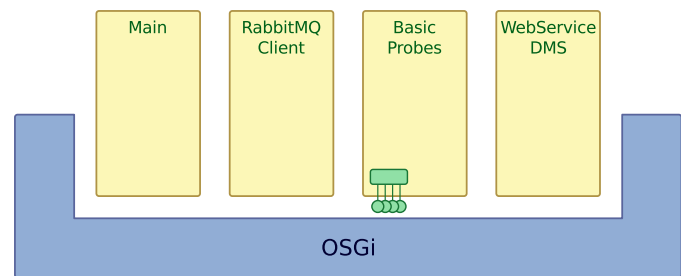 Main
RabbitMQ
Client
Basic
Probes
WebService
DMS
OSGi